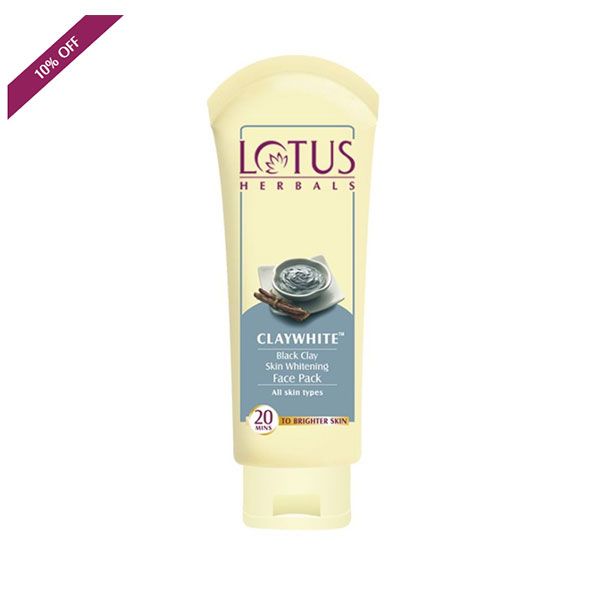 10% OFF
LOTUS
HERBALS
CLAYWHITE™
Black Clay
Skin Whitening
Face Pack
All skin types
20 MINS TO BRIGHTER SKIN